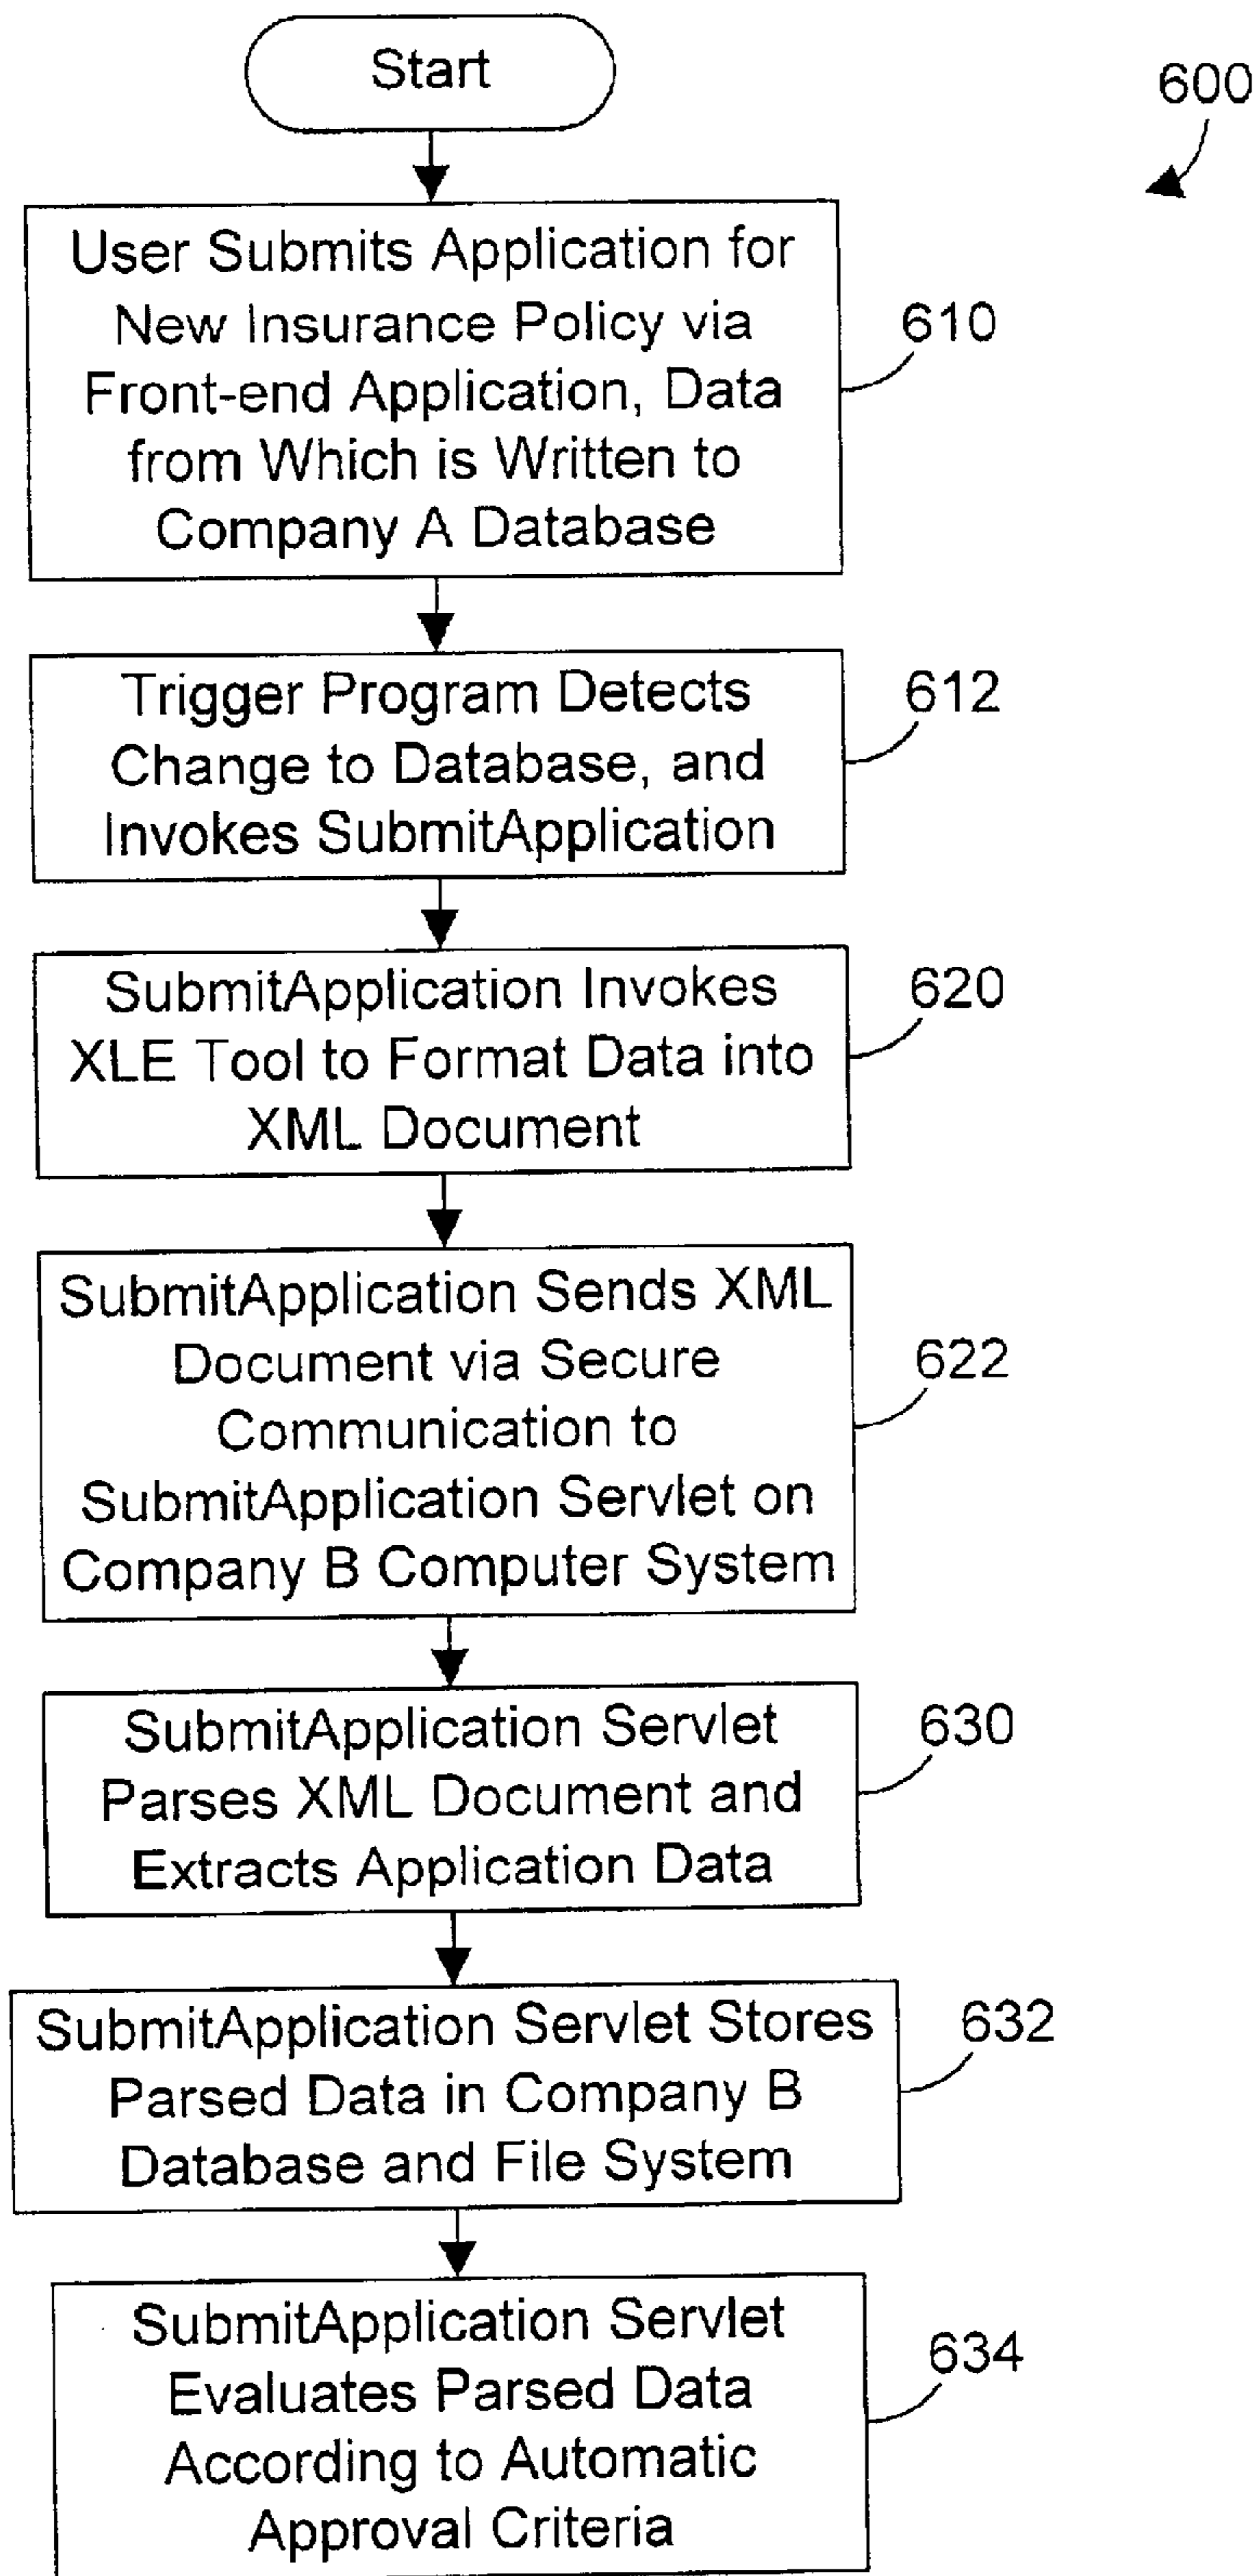 Start
600
User Submits Application for
New Insurance Policy via
Front-end Application, Data
from Which is Written to
Company A Database
610
Trigger Program Detects
Change to Database, and
Invokes SubmitApplication
612
SubmitApplication Invokes
XLE Tool to Format Data into
XML Document
620
SubmitApplication Sends XML
Document via Secure
Communication to
SubmitApplication Servlet on
Company B Computer System
622
SubmitApplication Servlet
Parses XML Document and
Extracts Application Data
630
SubmitApplication Servlet Stores
Parsed Data in Company B
Database and File System
632
SubmitApplication Servlet
Evaluates Parsed Data
According to Automatic
Approval Criteria
634